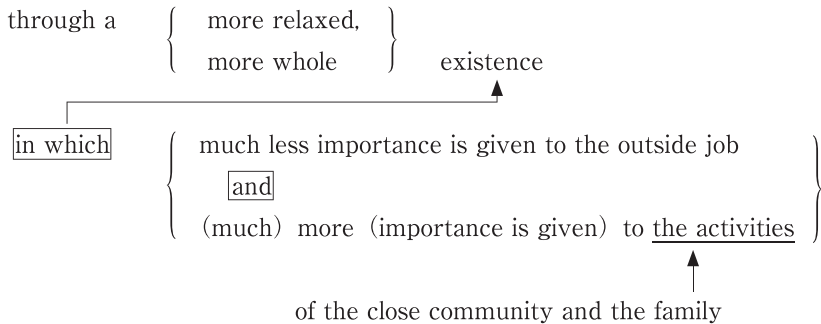 through a more relaxed,
more whole existence
in which much less importance is given to the outside job
and
（much）more（importance is given）to the activities
of the close community and the family